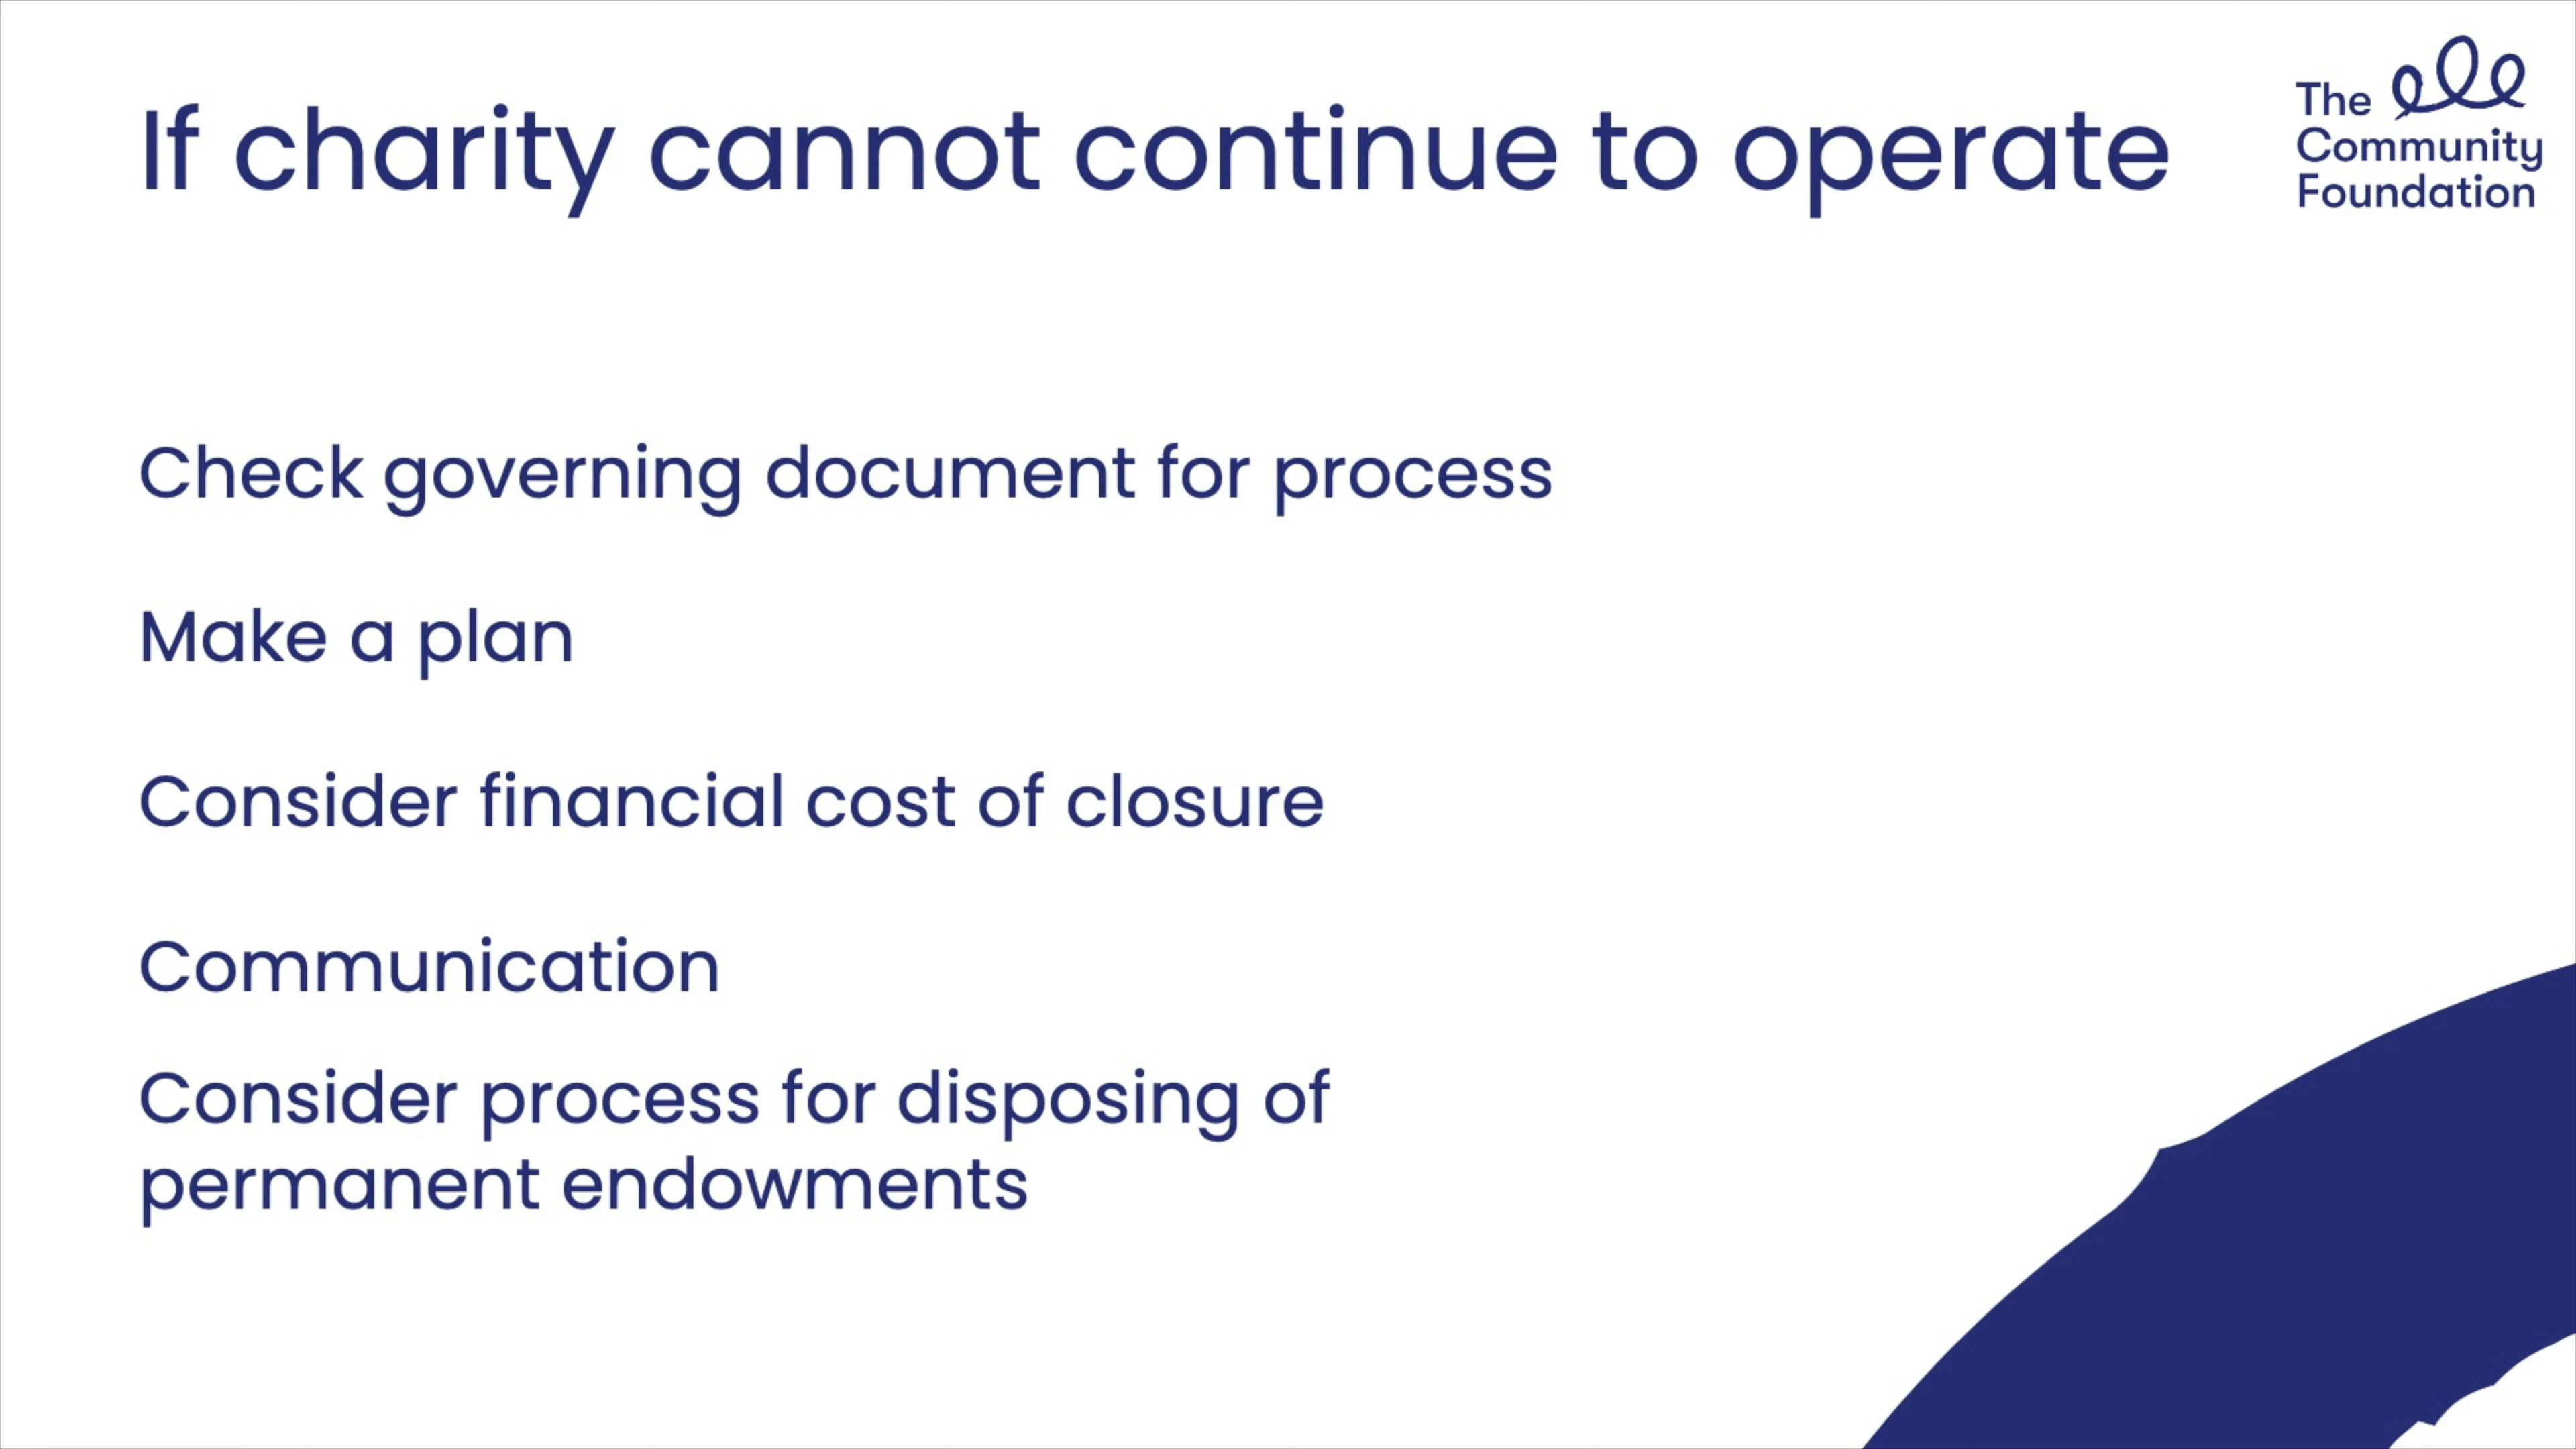 If charity cannot continue to operate
The
Community
Foundation
Check governing document for process
Make a plan
Consider financial cost of closure
Communication
Consider process for disposing of
permanent endowments